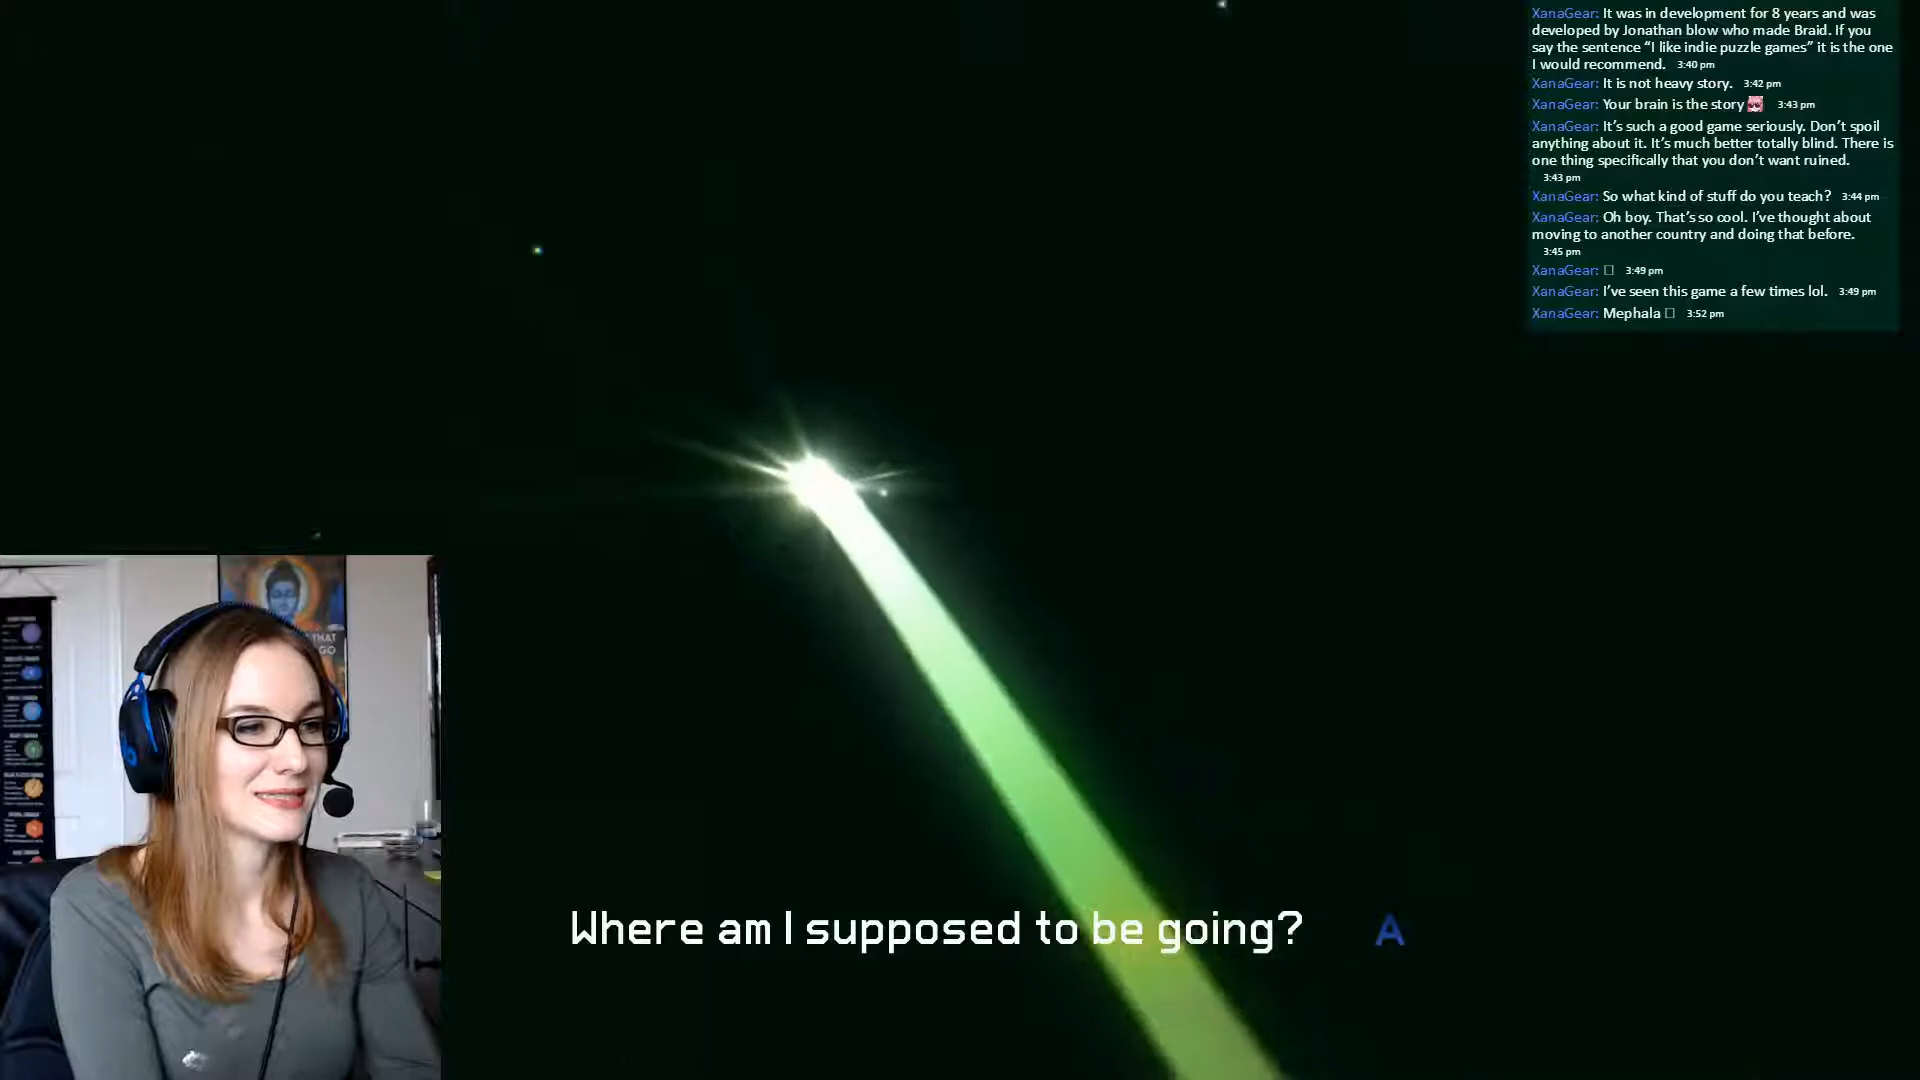 XanaGear: It was in development for 8 years and was
developed by Jonathan blow who made Braid. If you
say the sentence “I like indie puzzle games” it is the one
I would recommend. 3:40 pm
XanaGear: It is not heavy story. 3:42 pm
XanaGear: Your brain is the story 3:43 pm
XanaGear: It’s such a good game seriously. Don’t spoil
anything about it. It’s much better totally blind. There is
one thing specifically that you don’t want ruined.
3:43 pm
XanaGear: So what kind of stuff do you teach? 3:44 pm
XanaGear: Oh boy. That’s so cool. I’ve thought about
moving to another country and doing that before.
3:45 pm
XanaGear: 3:49 pm
XanaGear: I’ve seen this game a few times lol. 3:49 pm
XanaGear: Mephala 3:52 pm
THAT
GO
Where am I supposed to be going? A